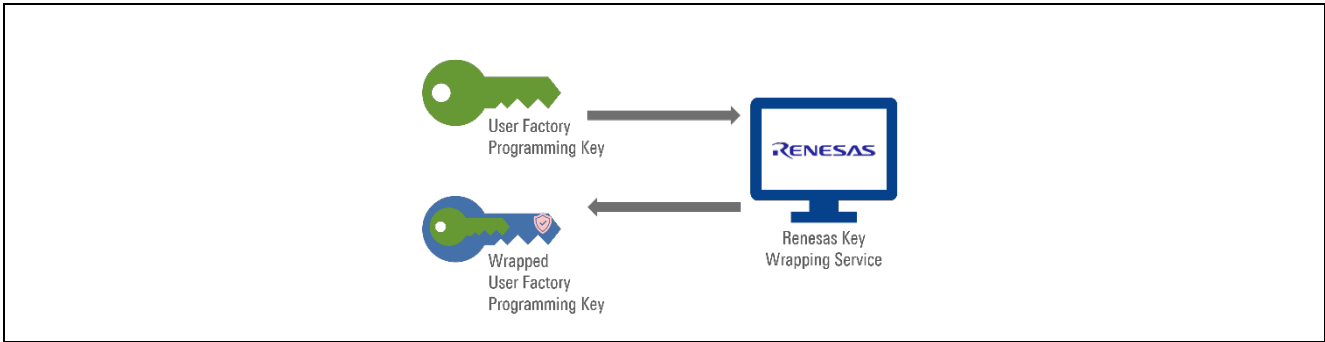 User Factory
Programming Key
RENESAS
Renesas Key
Wrapping Service
Wrapped
User Factory
Programming Key